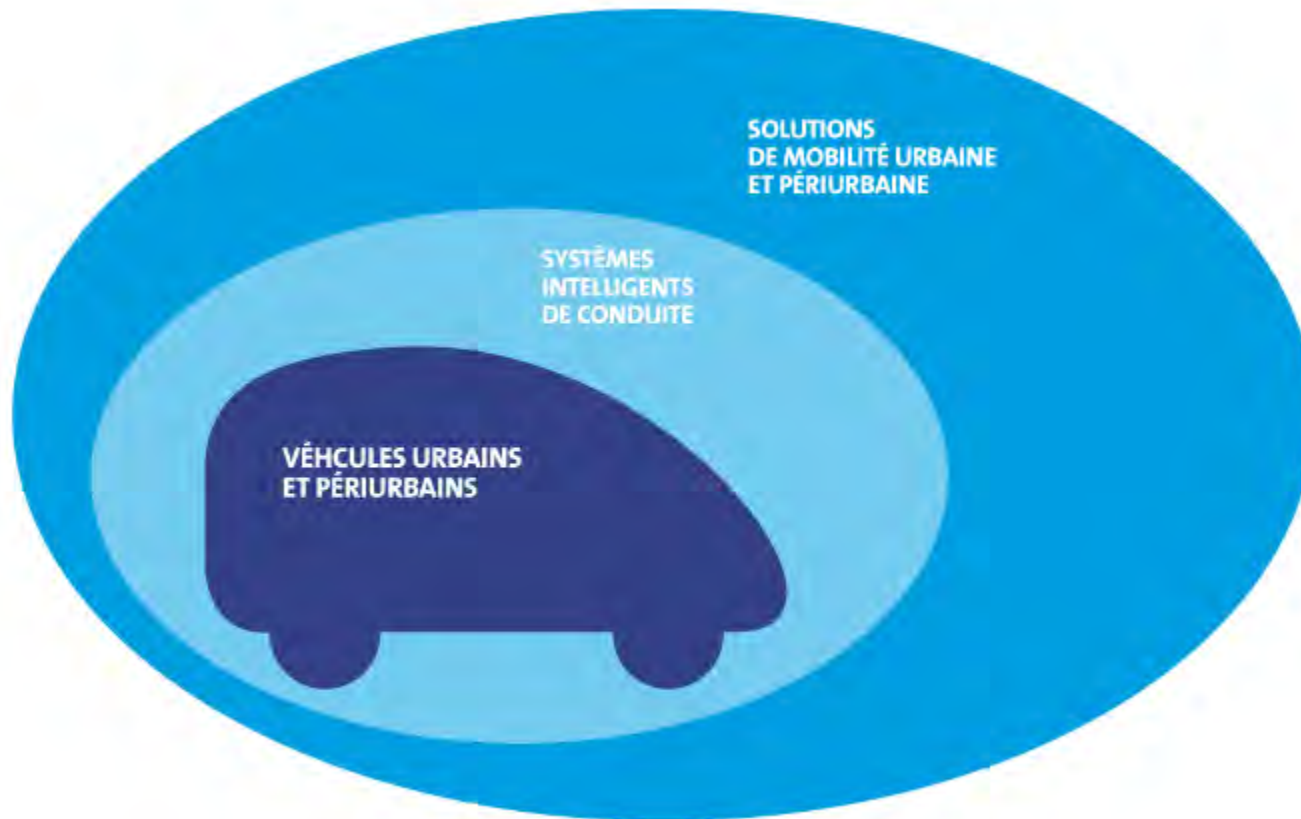 SOLUTIONS
DE MOBILITÉ URBAINE
ET PÉRIURBAINE
SYSTÈMES
INTELLIGENTS
DE CONDUITE
VÉHCULES URBAINS
ET PÉRIURBAINS